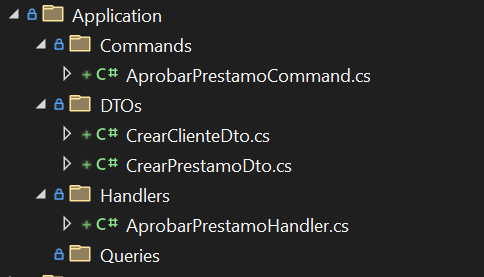 Application
Commands
C# AprobarPrestamoCommand.cs
DTOs
C# CrearClienteDto.cs
C# CrearPrestamoDto.cs
Handlers
C# AprobarPrestamoHandler.cs
Queries